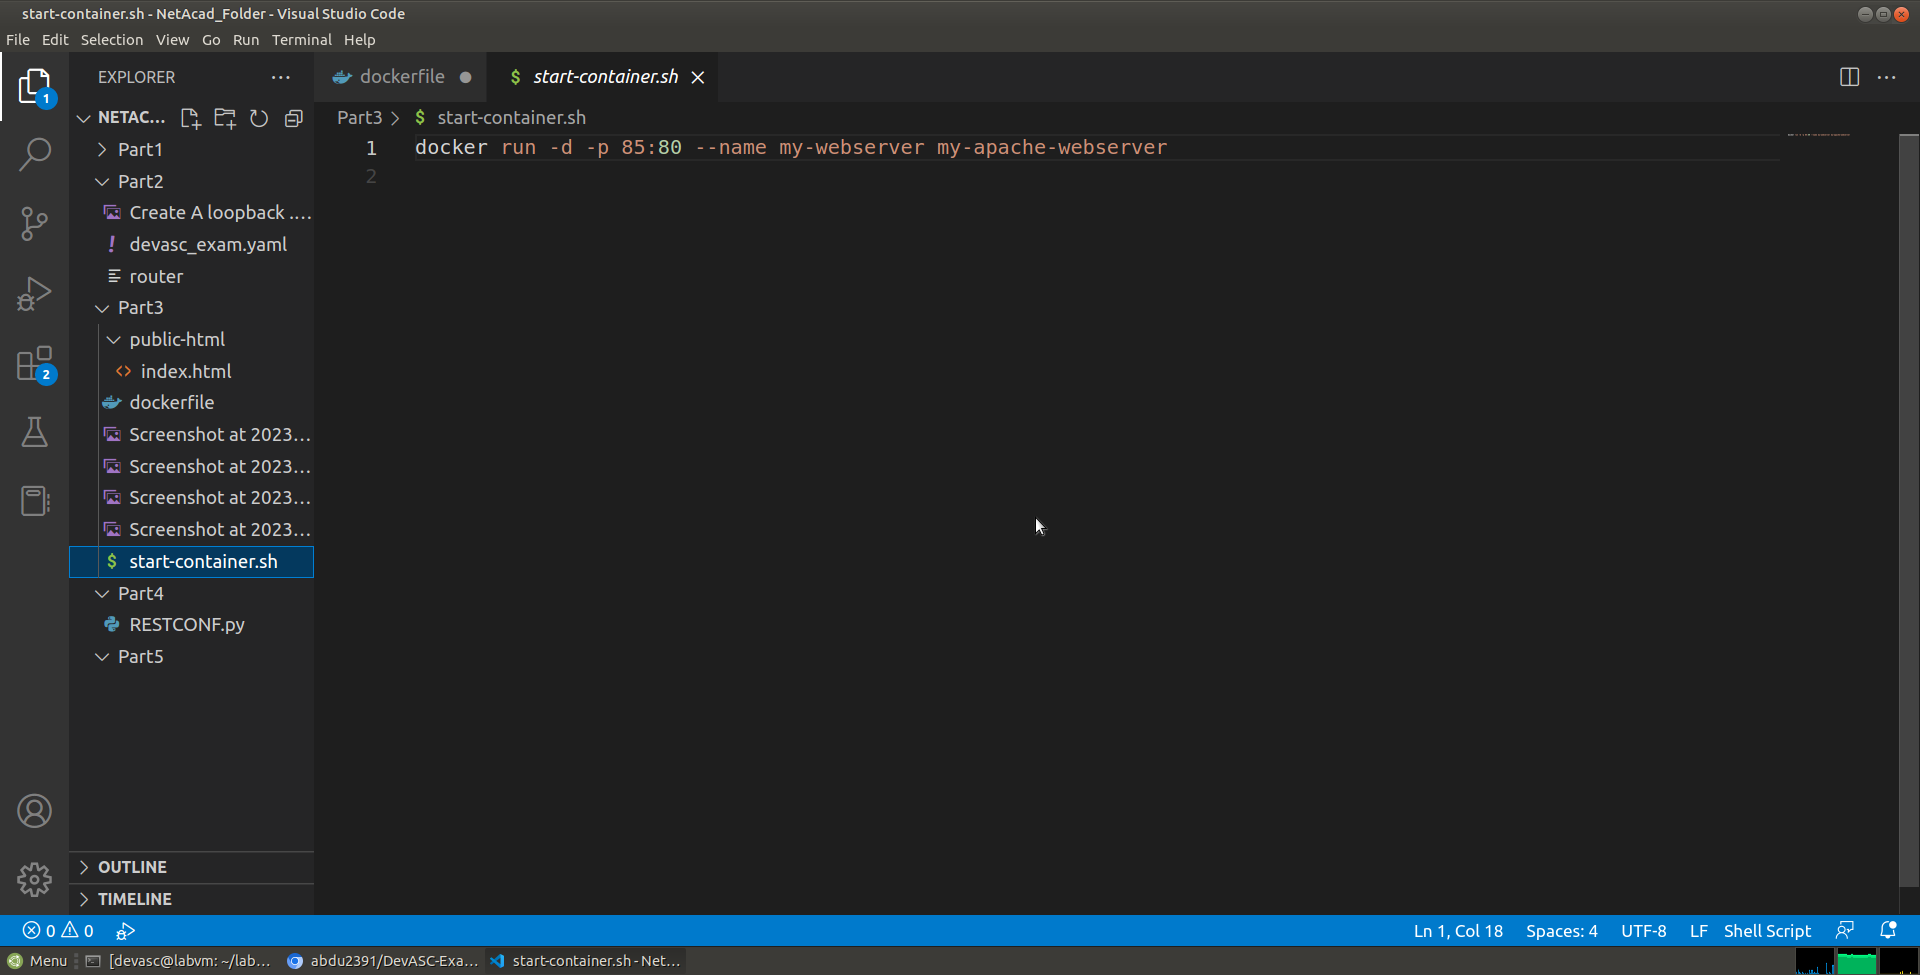 start-container.sh - NetAcad_Folder - Visual Studio Code
File Edit Selection View Go Run Terminal Help
EXPLORER
dockerfile
$ start-container.sh
NETAC...
Part3 > $ start-container.sh
1 docker run -d -p 85:80 --name my-webserver my-apache-webserver
2
1
Part1
Part2
Create A loopback ....
! devasc_exam.yaml
router
Part3
public-html
<> index.html
2
dockerfile
Screenshot at 2023...
Screenshot at 2023...
Screenshot at 2023...
Screenshot at 2023...
$ start-container.sh
Part4
RESTCONF.py
Part5
OUTLINE
TIMELINE
0 0 Ln 1, Col 18 Spaces: 4 UTF-8 LF Shell Script
Menu [devasc@labvm: ~/lab... abdu2391/DevASC-Exa... start-container.sh - Net...